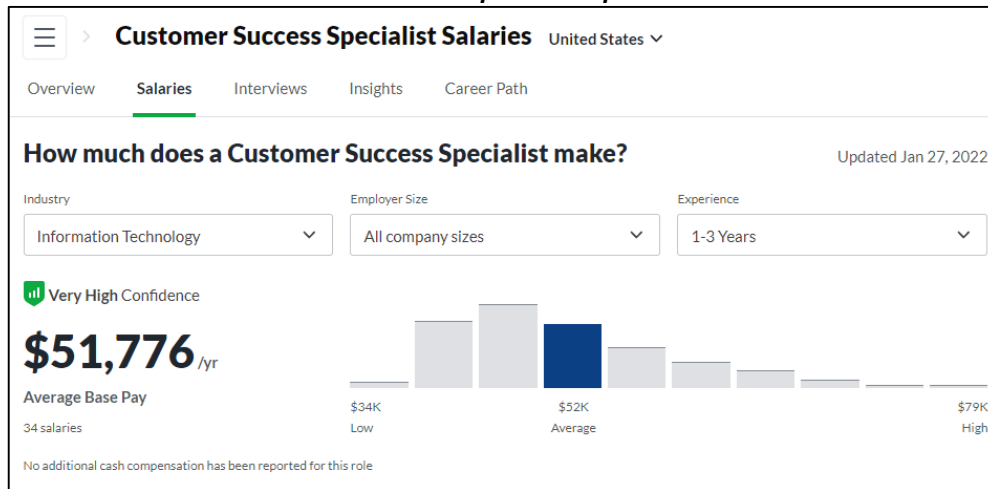 Customer Success Specialist Salaries United States
Overview Salaries Interviews Insights Career Path
How much does a Customer Success Specialist make? Updated Jan 27, 2022
Industry Employer Size Experience
Information Technology All company sizes 1-3 Years
Very High Confidence
$51,776 /yr
Average Base Pay
$34K $52K $79K
34 salaries Low Average High
No additional cash compensation has been reported for this role